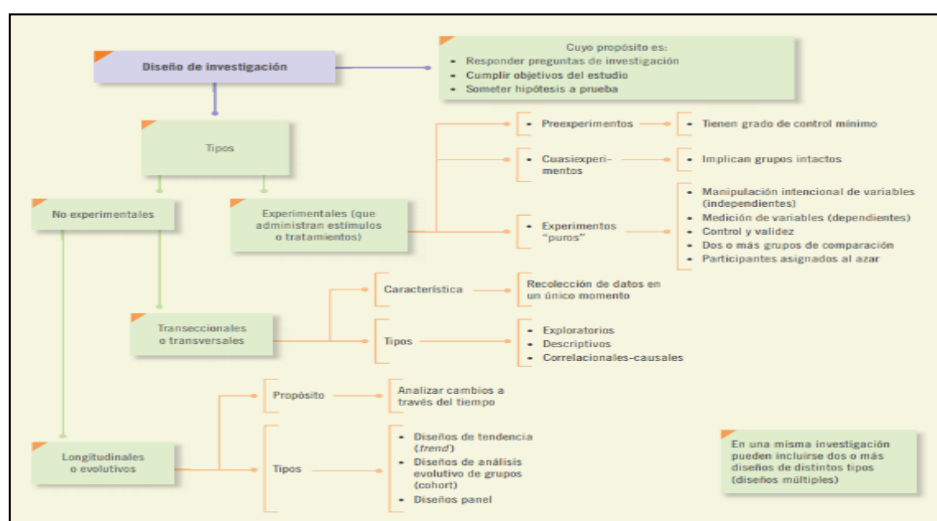 Diseño de investigación
Cuyo propósito es:
• Responder preguntas de investigación
• Cumplir objetivos del estudio
• Someter hipótesis a prueba
Tipos
No experimentales
Experimentales (que
administran estímulos
o tratamientos)
• Preexperimentos
• Tienen grado de control mínimo
• Cuasiexperi-
mentos
• Implican grupos intactos
• Experimentos
“puros”
• Manipulación intencional de variables
(independientes)
• Medición de variables (dependientes)
• Control y validez
• Dos o más grupos de comparación
• Participantes asignados al azar
Transeccionales
o transversales
Característica
Recolección de datos en
un único momento
Tipos
• Exploratorios
• Descriptivos
• Correlacionales-causales
Longitudinales
o evolutivos
Propósito
Analizar cambios a
través del tiempo
Tipos
• Diseños de tendencia
(trend)
• Diseños de análisis
evolutivo de grupos
(cohort)
• Diseños panel
En una misma investigación
pueden incluirse dos o más
diseños de distintos tipos
(diseños múltiples)